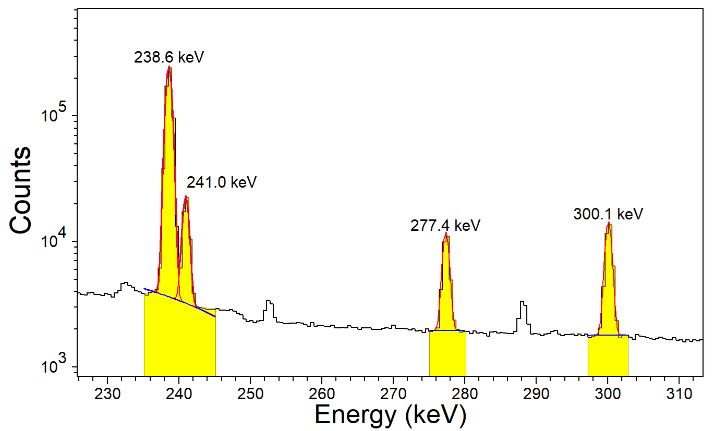 238.6 keV
241.0 keV
277.4 keV
300.1 keV
10^5
10^4
10^3
Counts
230 240 250 260 270 280 290 300 310
Energy (keV)